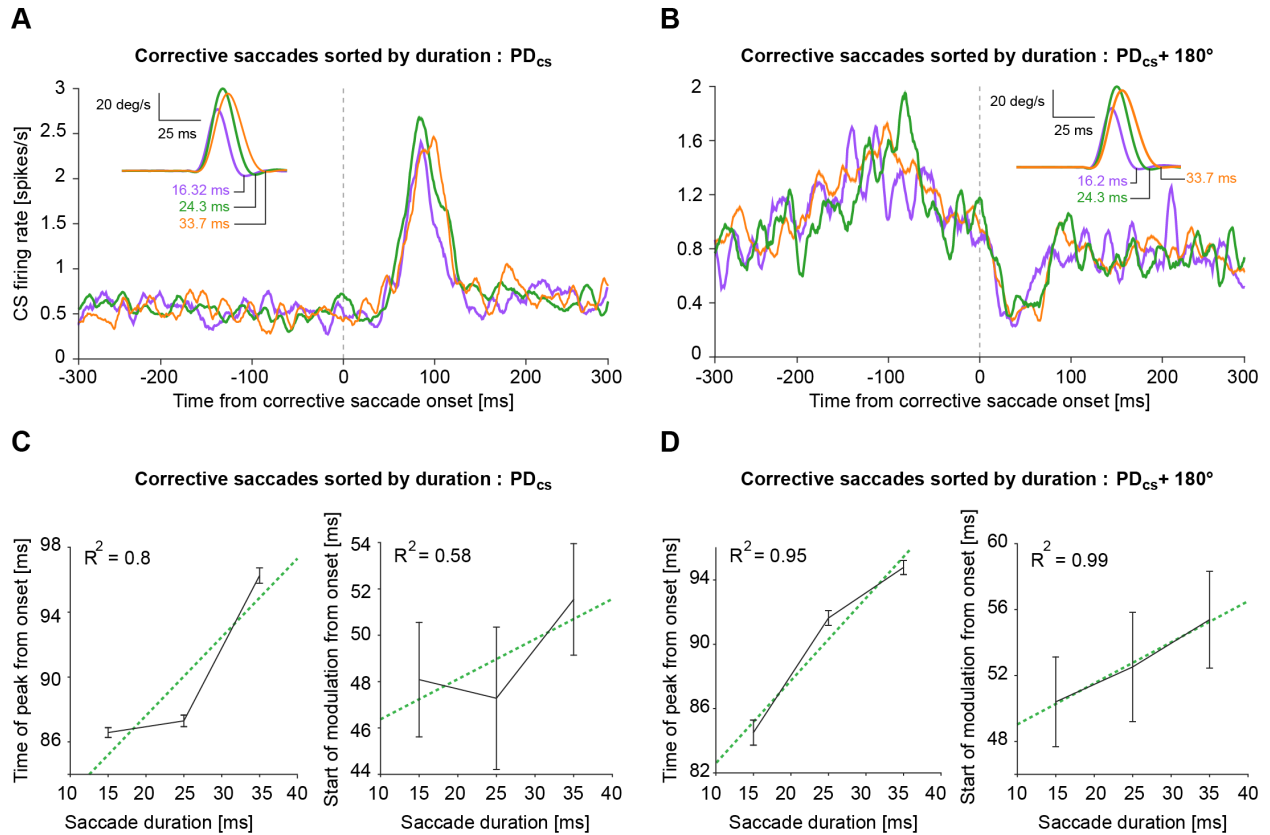 A
Corrective saccades sorted by duration : PDcs
CS firing rate [spikes/s]
3
2.5
2
1.5
1
0.5
0
20 deg/s
25 ms
16.32 ms
24.3 ms
33.7 ms
-300 -200 -100 0 100 200 300
Time from corrective saccade onset [ms]
B
Corrective saccades sorted by duration : PDcs+ 180°
2
1.6
1.2
0.8
0.4
0
20 deg/s
25 ms
16.2 ms
24.3 ms
33.7 ms
-300 -200 -100 0 100 200 300
Time from corrective saccade onset [ms]
C
Corrective saccades sorted by duration : PDcs
Time of peak from onset [ms]
98
94
90
86
R² = 0.8
10 15 20 25 30 35 40
Saccade duration [ms]
Start of modulation from onset [ms]
54
52
50
48
46
44
R² = 0.58
10 15 20 25 30 35 40
Saccade duration [ms]
D
Corrective saccades sorted by duration : PDcs+ 180°
Time of peak from onset [ms]
94
90
86
82
R² = 0.95
10 15 20 25 30 35 40
Saccade duration [ms]
Start of modulation from onset [ms]
60
56
52
48
R² = 0.99
10 15 20 25 30 35 40
Saccade duration [ms]